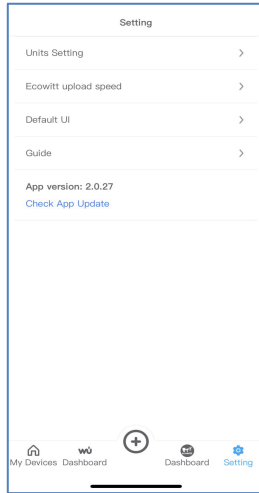 Setting
Units Setting
Ecowitt upload speed
Default UI
Guide
App version: 2.0.27
Check App Update
wu
My Devices
Dashboard
Dashboard
Setting